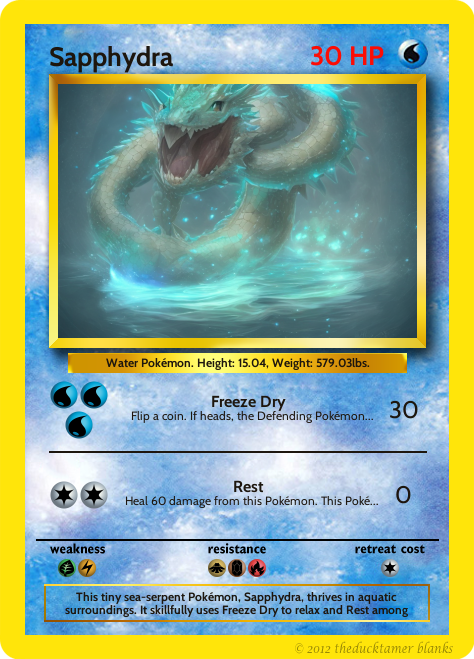 Sapphydra 30 HP
Water Pokémon. Height: 15.04, Weight: 579.03lbs.
Freeze Dry
Flip a coin. If heads, the Defending Pokémon... 30
Rest
Heal 60 damage from this Pokémon. This Poké... 0
weakness resistance retreat cost
This tiny sea-serpent Pokémon, Sapphydra, thrives in aquatic
surroundings. It skillfully uses Freeze Dry to relax and Rest among
© 2012 theducktamer blanks